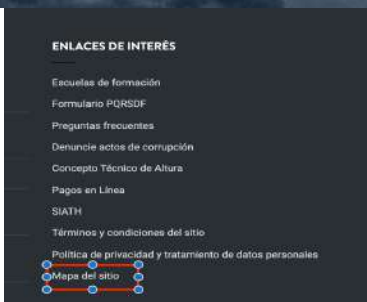 ENLACES DE INTERÉS
Escuelas de formación
Formulario PQRSDF
Preguntas frecuentes
Denuncie actos de corrupción
Concepto Técnico de Altura
Pagos en Línea
SIATH
Términos y condiciones del sitio
Política de privacidad y tratamiento de datos personales
Mapa del sitio